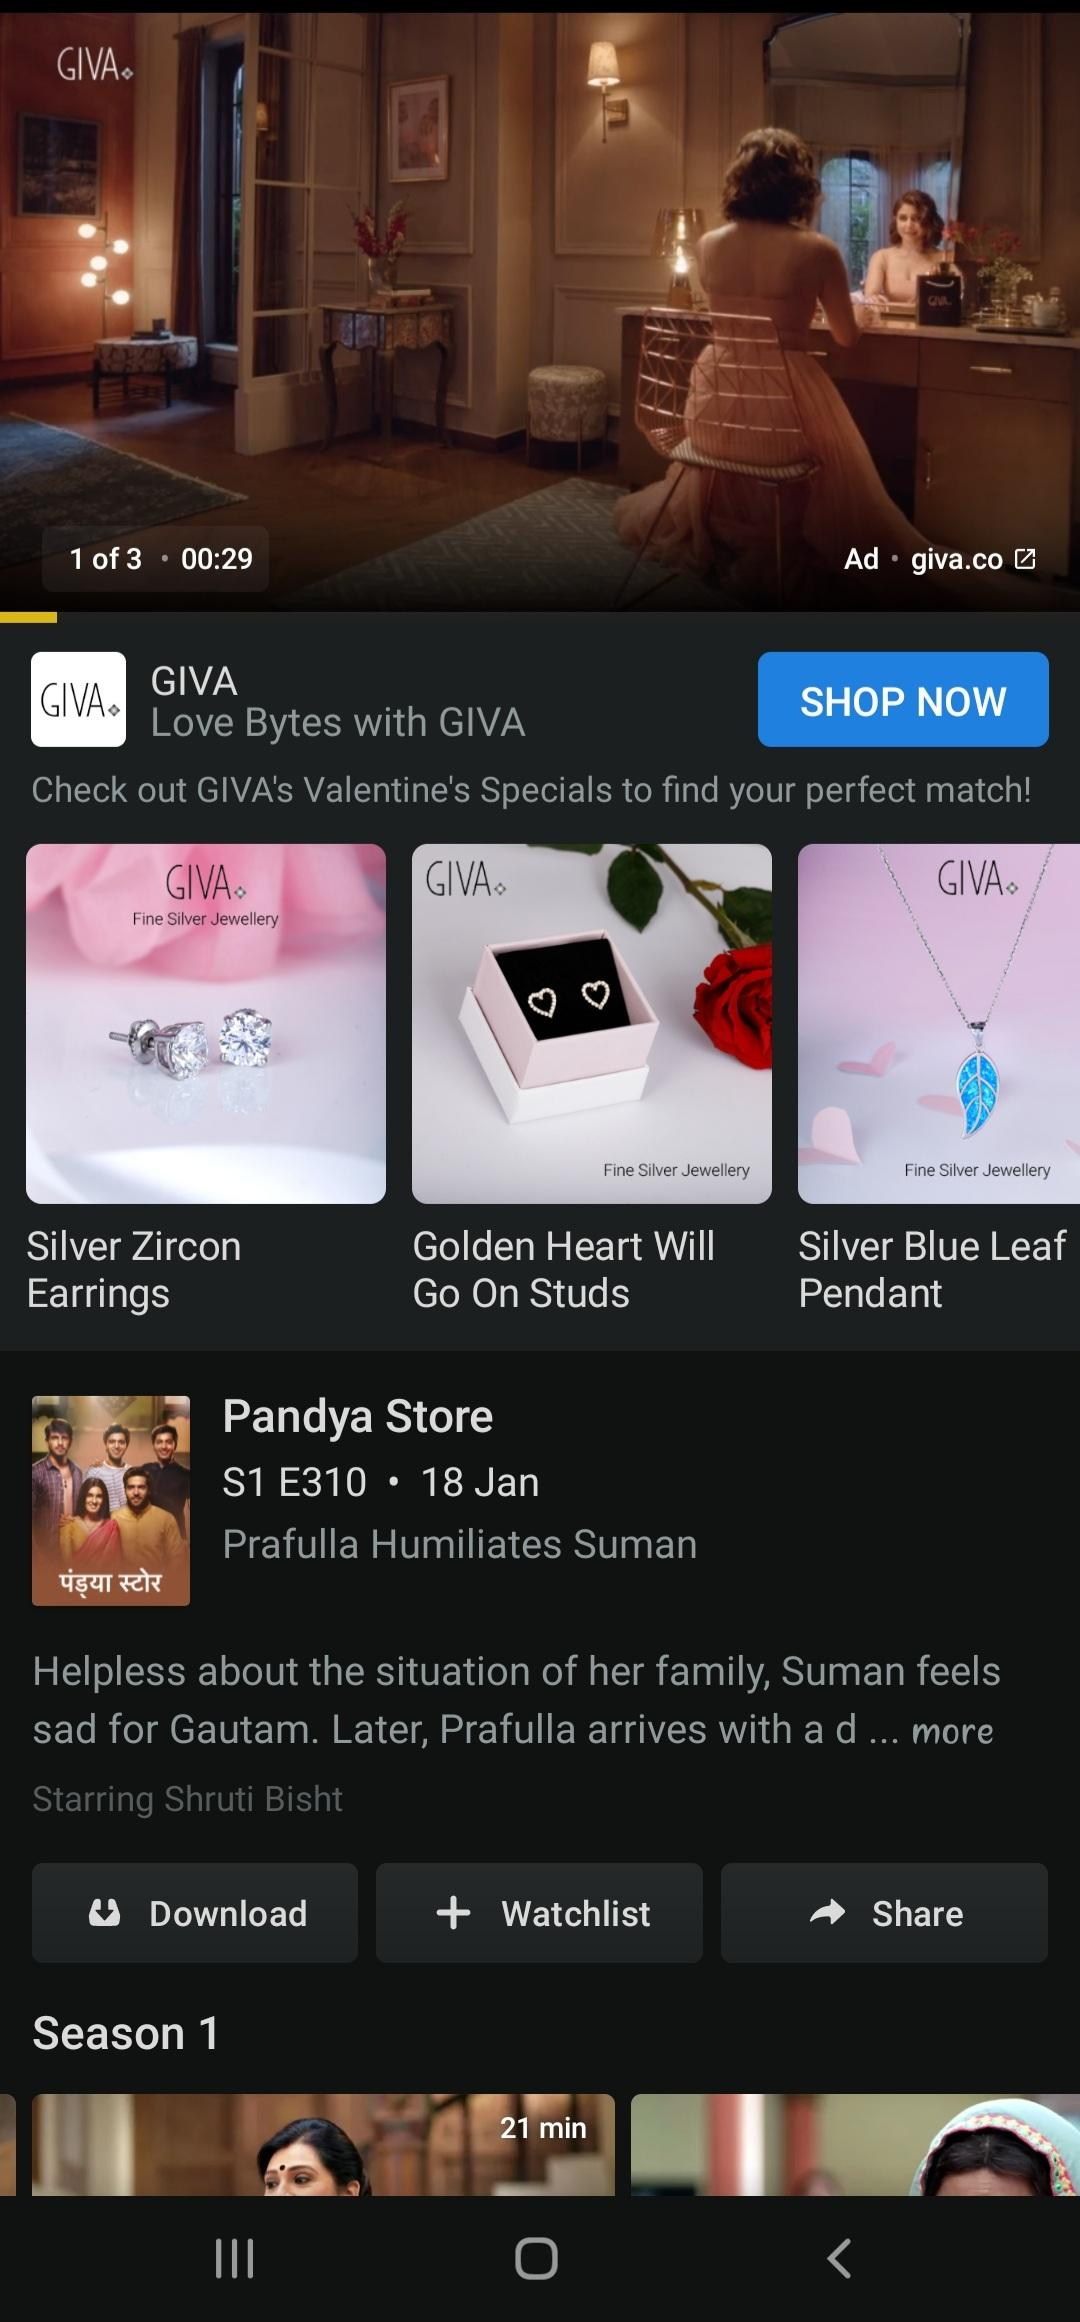 GIVA
GIVA
1 of 3 • 00:29
Ad • giva.co
GIVA
GIVA
Love Bytes with GIVA
SHOP NOW
Check out GIVA's Valentine's Specials to find your perfect match!
GIVA
Fine Silver Jewellery
GIVA
Fine Silver Jewellery
GIVA
Fine Silver Jewellery
Silver Zircon
Earrings
Golden Heart Will
Go On Studs
Silver Blue Leaf
Pendant
पंड्या स्टोर
Pandya Store
S1 E310 • 18 Jan
Prafulla Humiliates Suman
Helpless about the situation of her family, Suman feels
sad for Gautam. Later, Prafulla arrives with a d ... more
Starring Shruti Bisht
Download
Watchlist
Share
Season 1
21 min